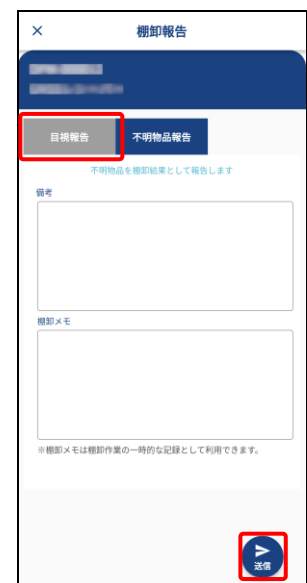 × 棚卸報告
目視報告 不明物品報告
不明物品を棚卸結果として報告します
備考
棚卸メモ
※棚卸メモは棚卸作業の一時的な記録として利用できます。
送信